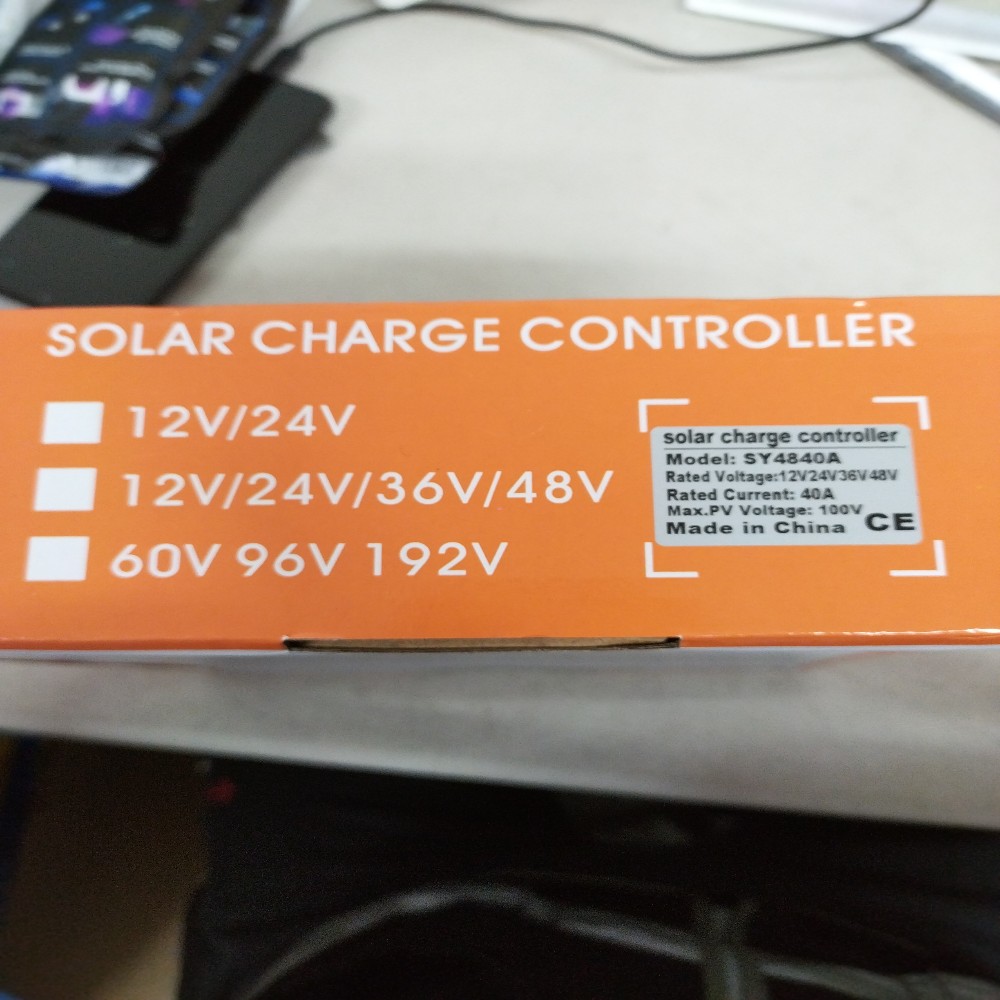 SOLAR CHARGE CONTROLLER
12V/24V
12V/24V/36V/48V
60V 96V 192V
solar charge controller
Model: SY4840A
Rated Voltage:12V24V36V48V
Rated Current: 40A
Max.PV Voltage: 100V
Made in China CE